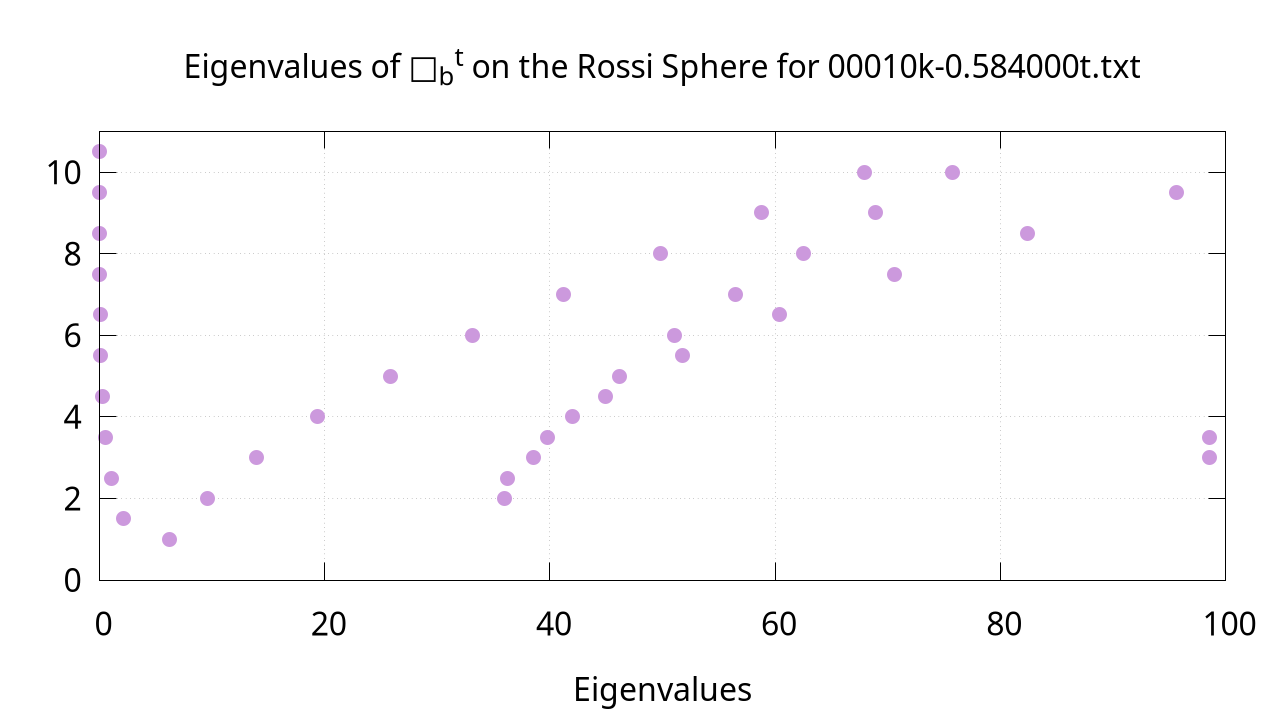 Eigenvalues of □_b^t on the Rossi Sphere for 00010k-0.584000t.txt
10
8
6
4
2
0
0 20 40 60 80 100
Eigenvalues